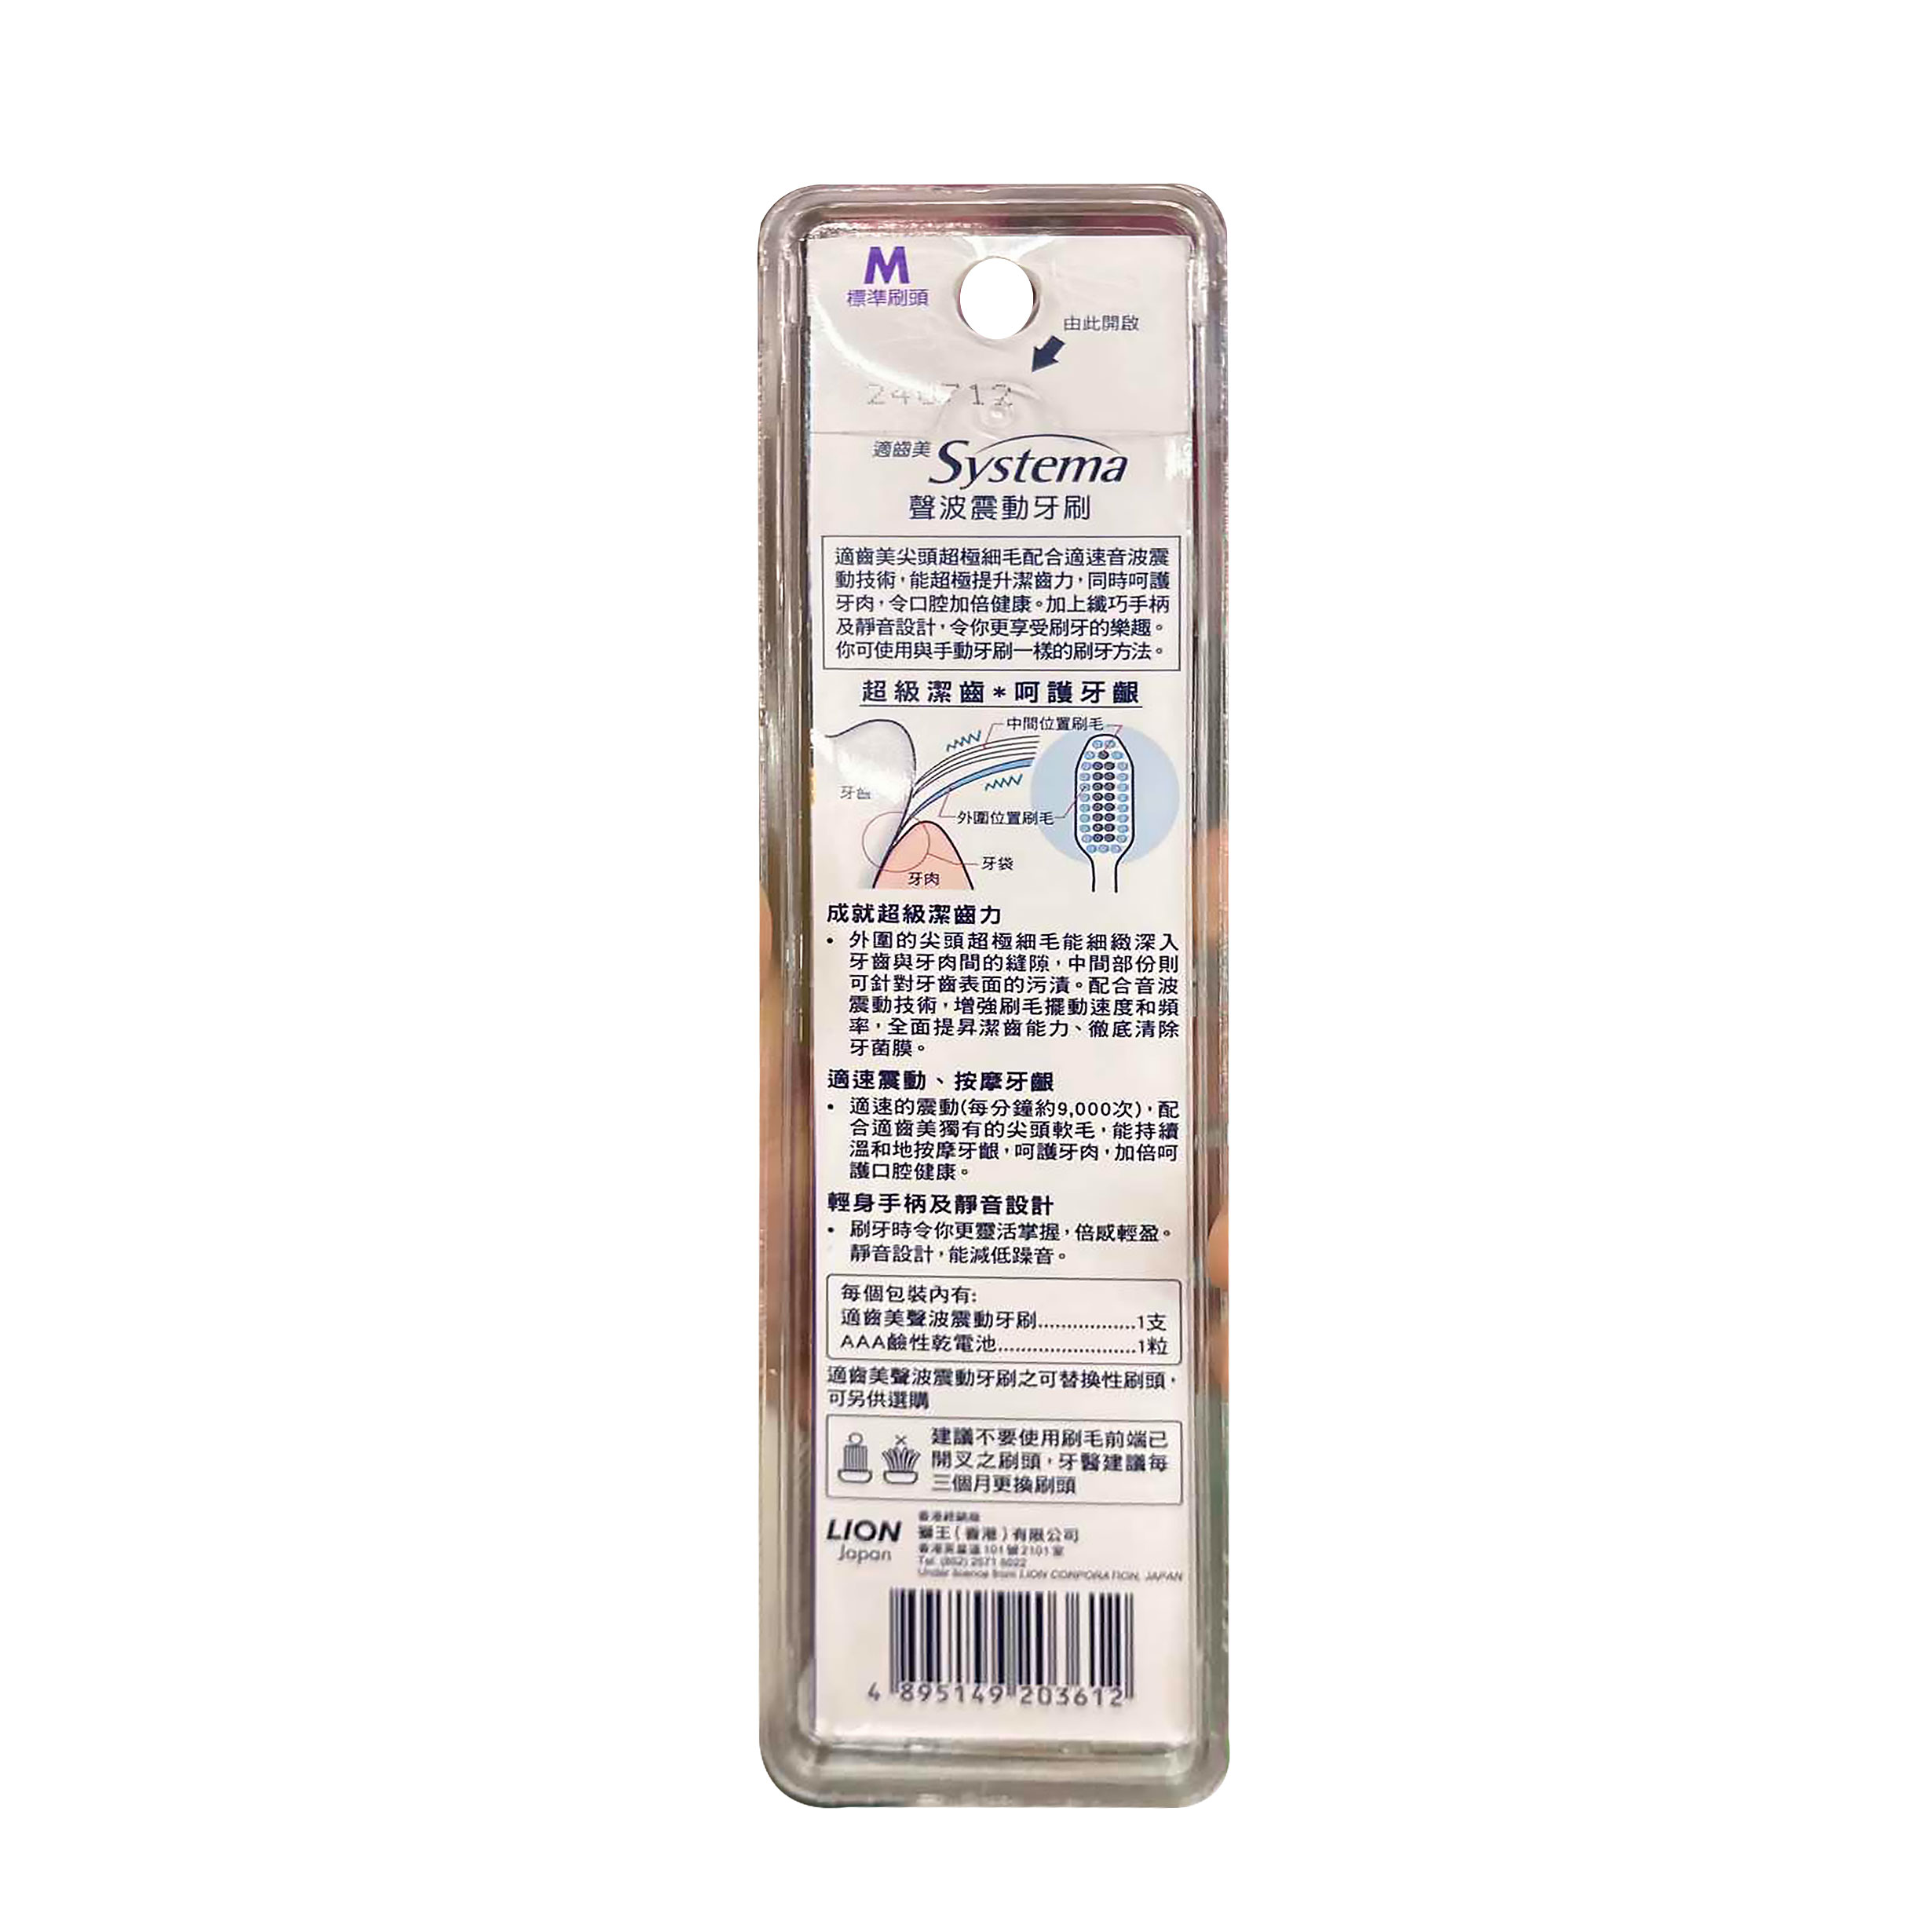 M
標準刷頭
由此開啟
240712
適齒美 Systema
聲波震動牙刷
適齒美尖頭超極細毛配合適速音波震
動技術，能超極提升潔齒力，同時呵護
牙肉，令口腔加倍健康。加上纖巧手柄
及靜音設計，令你更享受刷牙的樂趣。
你可使用與手動牙刷一樣的刷牙方法。
超級潔齒*呵護牙齦
中間位置刷毛
牙齒
外圍位置刷毛
牙袋
牙肉
成就超級潔齒力
• 外圍的尖頭超極細毛能細緻深入
牙齒與牙肉間的縫隙，中間部份則
可針對牙齒表面的污漬。配合音波
震動技術，增強刷毛擺動速度和頻
率，全面提昇潔齒能力、徹底清除
牙菌膜。
適速震動、按摩牙齦
• 適速的震動(每分鐘約9,000次)，配
合適齒美獨有的尖頭軟毛，能持續
溫和地按摩牙齦，呵護牙肉，加倍呵
護口腔健康。
輕身手柄及靜音設計
• 刷牙時令你更靈活掌握，倍感輕盈。
靜音設計，能減低躁音。
每個包裝內有:
適齒美聲波震動牙刷.................1支
AAA鹼性乾電池........................1粒
適齒美聲波震動牙刷之可替換性刷頭，
可另供選購
建議不要使用刷毛前端已
開叉之刷頭，牙醫建議每
三個月更換刷頭
LION
Japan
獅王(香港)有限公司
Tel: (852) 2571 8022
Under licence from LION CORPORATION, JAPAN
4 895149 203612